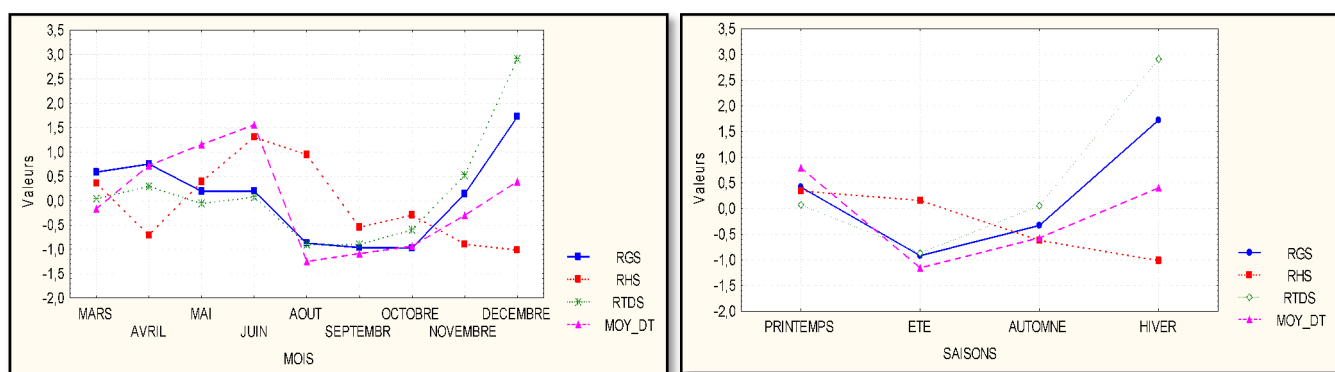 3,5
3,0
2,5
2,0
1,5
1,0
0,5
0,0
-0,5
-1,0
-1,5
-2,0
Valeurs
MARS
AVRIL
MAI
JUIN
AOUT
SEPTEMBR
OCTOBRE
NOVEMBRE
DECEMBRE
MOIS
RGS
RHS
RTDS
MOY_DT
3,5
3,0
2,5
2,0
1,5
1,0
0,5
0,0
-0,5
-1,0
-1,5
-2,0
Valeurs
PRINTEMPS
ETE
AUTOMNE
HIVER
SAISONS
RGS
RHS
RTDS
MOY_DT